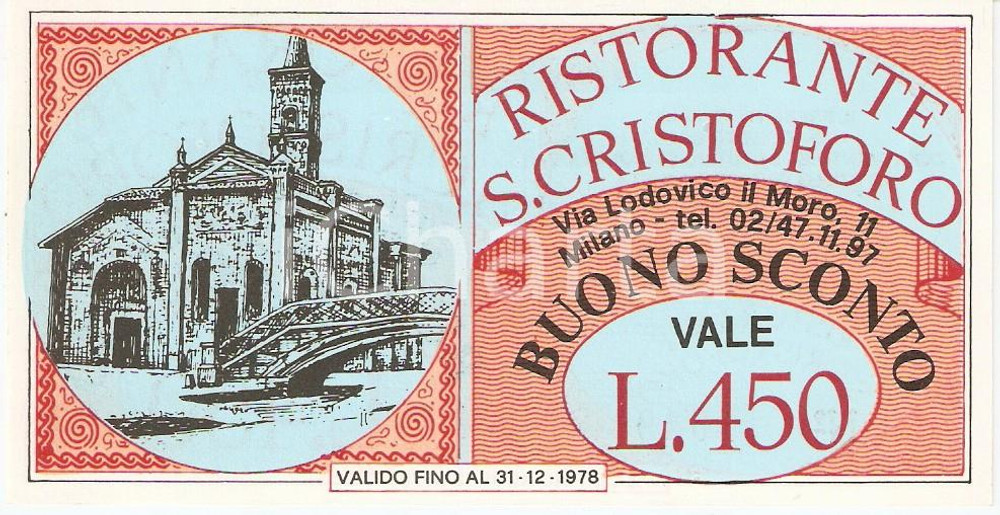 RISTORANTE
S.CRISTOFORO
Via Lodovico il Moro, 11
Milano - tel. 02/47.11.97
BUONO SCONTO
VALE
L.450
VALIDO FINO AL 31-12-1978